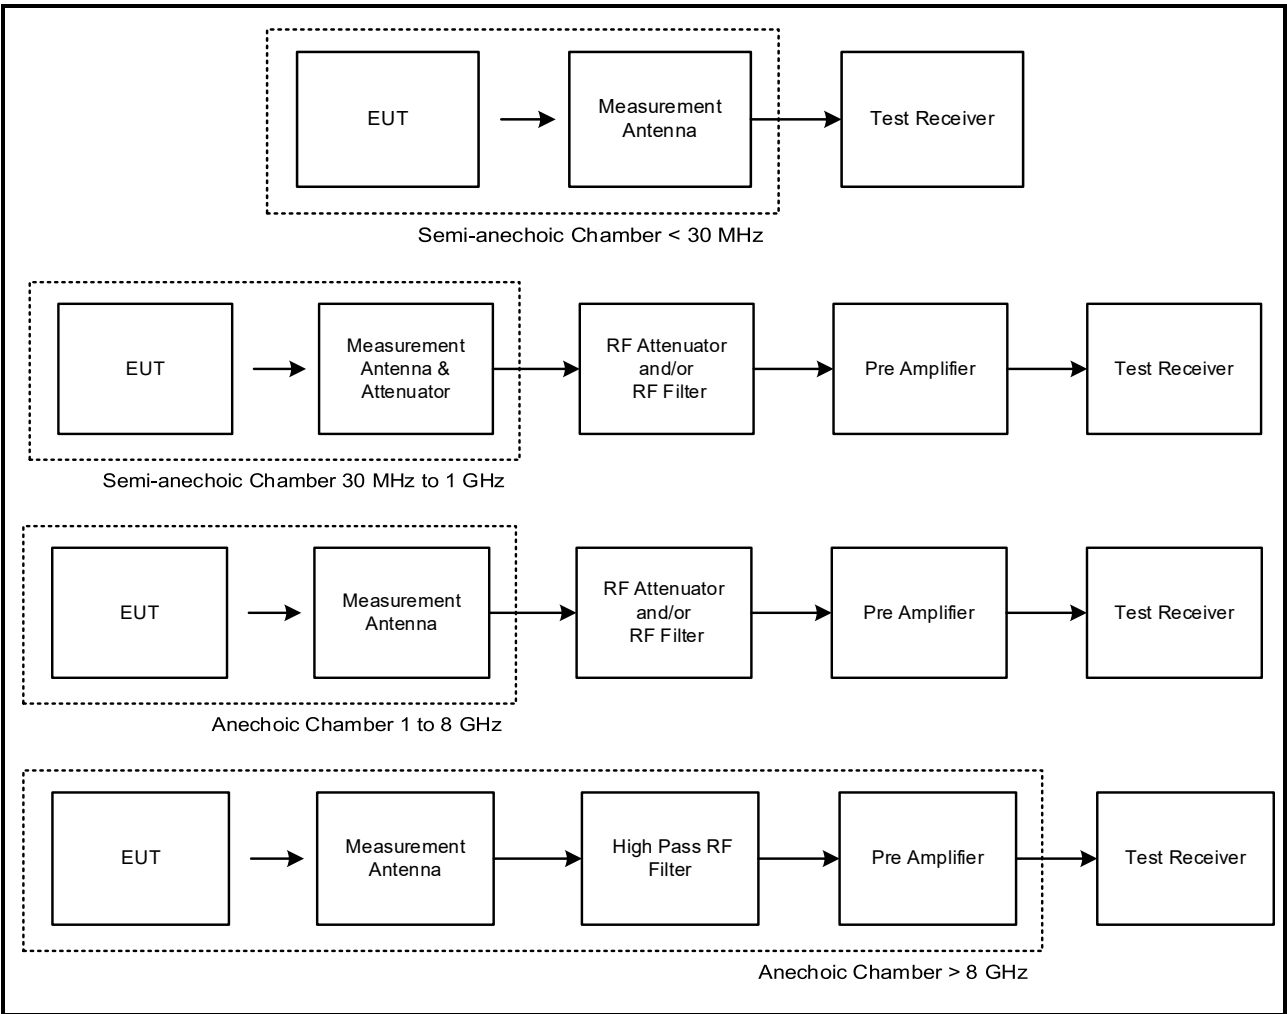 EUT
Measurement
Antenna
Test Receiver
Semi-anechoic Chamber < 30 MHz
EUT
Measurement
Antenna &
Attenuator
RF Attenuator
and/or
RF Filter
Pre Amplifier
Test Receiver
Semi-anechoic Chamber 30 MHz to 1 GHz
EUT
Measurement
Antenna
RF Attenuator
and/or
RF Filter
Pre Amplifier
Test Receiver
Anechoic Chamber 1 to 8 GHz
EUT
Measurement
Antenna
High Pass RF
Filter
Pre Amplifier
Test Receiver
Anechoic Chamber > 8 GHz